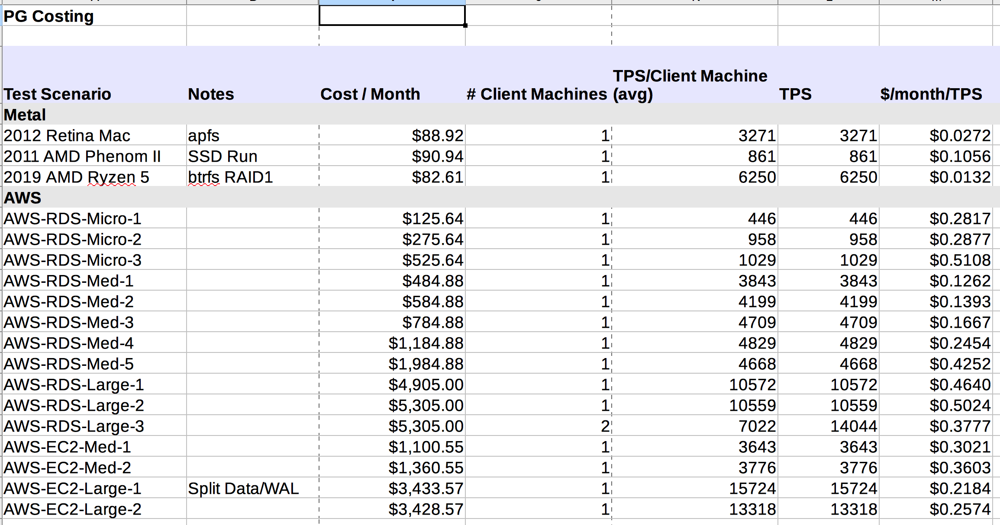 PG Costing
Test Scenario Notes Cost / Month # Client Machines TPS/Client Machine (avg) TPS $/month/TPS
Metal
2012 Retina Mac apfs $88.92 1 3271 3271 $0.0272
2011 AMD Phenom II SSD Run $90.94 1 861 861 $0.1056
2019 AMD Ryzen 5 btrfs RAID1 $82.61 1 6250 6250 $0.0132
AWS
AWS-RDS-Micro-1 $125.64 1 446 446 $0.2817
AWS-RDS-Micro-2 $275.64 1 958 958 $0.2877
AWS-RDS-Micro-3 $525.64 1 1029 1029 $0.5108
AWS-RDS-Med-1 $484.88 1 3843 3843 $0.1262
AWS-RDS-Med-2 $584.88 1 4199 4199 $0.1393
AWS-RDS-Med-3 $784.88 1 4709 4709 $0.1667
AWS-RDS-Med-4 $1,184.88 1 4829 4829 $0.2454
AWS-RDS-Med-5 $1,984.88 1 4668 4668 $0.4252
AWS-RDS-Large-1 $4,905.00 1 10572 10572 $0.4640
AWS-RDS-Large-2 $5,305.00 1 10559 10559 $0.5024
AWS-RDS-Large-3 $5,305.00 2 7022 14044 $0.3777
AWS-EC2-Med-1 $1,100.55 1 3643 3643 $0.3021
AWS-EC2-Med-2 $1,360.55 1 3776 3776 $0.3603
AWS-EC2-Large-1 Split Data/WAL $3,433.57 1 15724 15724 $0.2184
AWS-EC2-Large-2 $3,428.57 1 13318 13318 $0.2574